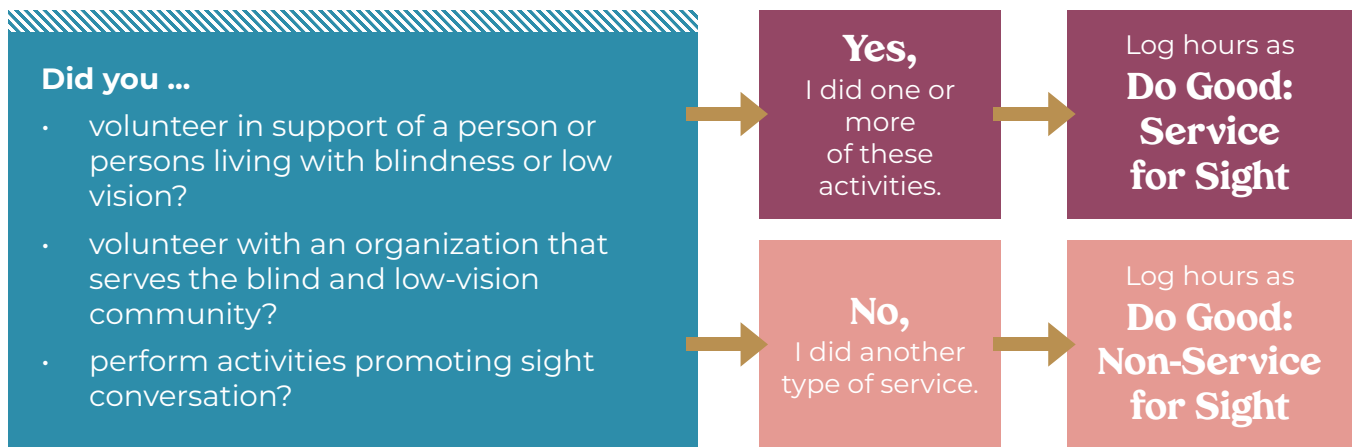 Did you ...
• volunteer in support of a person or
persons living with blindness or low
vision?
• volunteer with an organization that
serves the blind and low-vision
community?
• perform activities promoting sight
conversation?
Yes,
I did one or
more
of these
activities.
Log hours as
Do Good:
Service
for Sight
No,
I did another
type of service.
Log hours as
Do Good:
Non-Service
for Sight